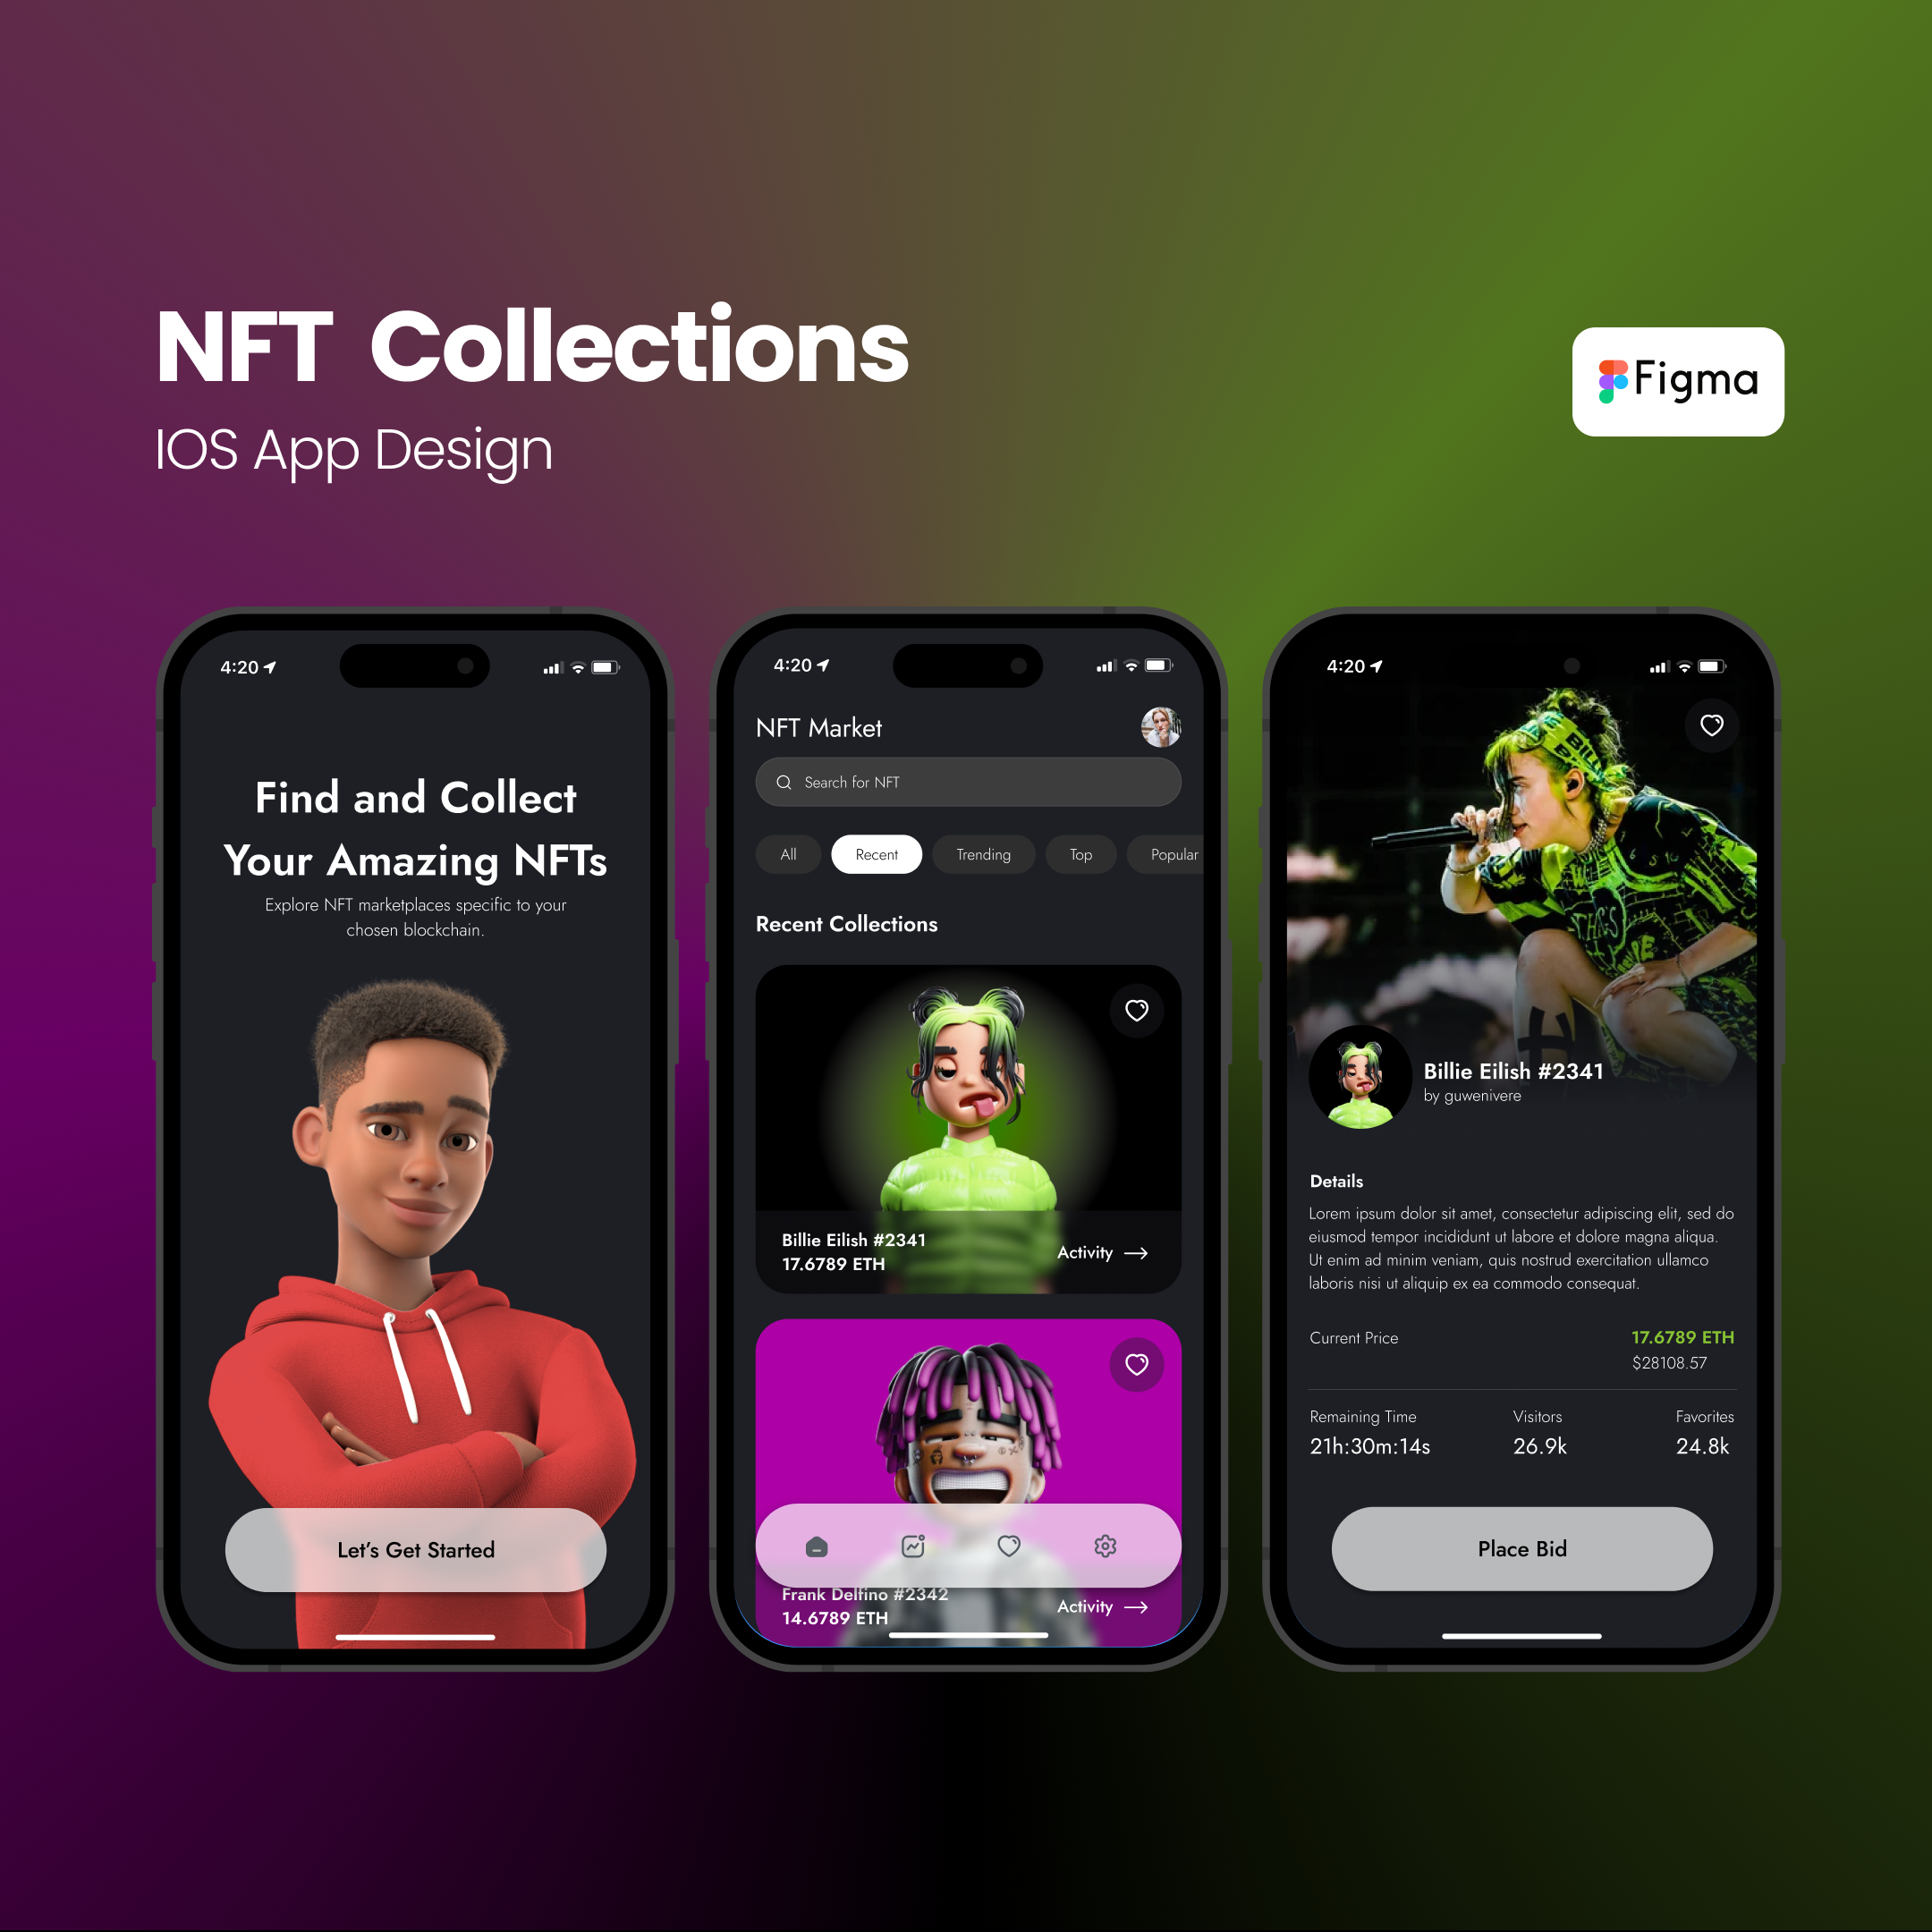 NFT Collections
IOS App Design
Figma
4:20
Find and Collect
Your Amazing NFTs
Explore NFT marketplaces specific to your
chosen blockchain.
Let's Get Started
4:20
NFT Market
Search for NFT
All
Recent
Trending
Top
Popular
Recent Collections
Billie Eilish #2341
17.6789 ETH
Activity
Frank Delfino #2342
14.6789 ETH
Activity
4:20
Billie Eilish #2341
by guwenivere
Details
Lorem ipsum dolor sit amet, consectetur adipiscing elit, sed do
eiusmod tempor incididunt ut labore et dolore magna aliqua.
Ut enim ad minim veniam, quis nostrud exercitation ullamco
laboris nisi ut aliquip ex ea commodo consequat.
Current Price
17.6789 ETH
$28108.57
Remaining Time
Visitors
Favorites
21h:30m:14s
26.9k
24.8k
Place Bid